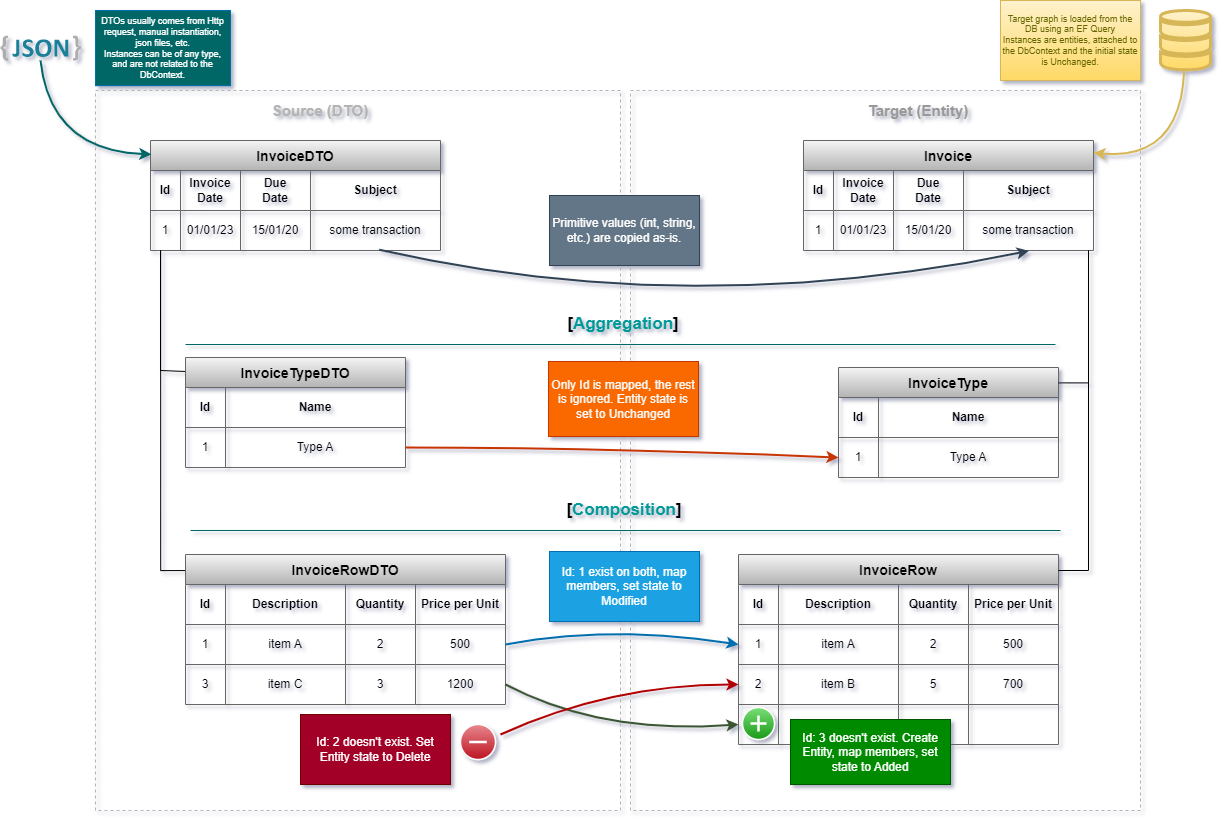 {JSON}
DTOs usually comes from Http
request, manual instantiation,
json files, etc.
Instances can be of any type,
and are not related to the
DbContext.
Target graph is loaded from the
DB using an EF Query
Instances are entities, attached to
the DbContext and the initial state
is Unchanged.
Source (DTO)
Target (Entity)
InvoiceDTO
Id
Invoice
Date
Due
Date
Subject
1
01/01/23
15/01/20
some transaction
Primitive values (int, string,
etc.) are copied as-is.
Invoice
Id
Invoice
Date
Due
Date
Subject
1
01/01/23
15/01/20
some transaction
[Aggregation]
InvoiceTypeDTO
Id
Name
1
Type A
Only Id is mapped, the rest
is ignored. Entity state is
set to Unchanged
InvoiceType
Id
Name
1
Type A
[Composition]
InvoiceRowDTO
Id
Description
Quantity
Price per Unit
1
item A
2
500
3
item C
3
1200
Id: 1 exist on both, map
members, set state to
Modified
InvoiceRow
Id
Description
Quantity
Price per Unit
1
item A
2
500
2
item B
5
700
Id: 2 doesn't exist. Set
Entity state to Delete
Id: 3 doesn't exist. Create
Entity, map members, set
state to Added